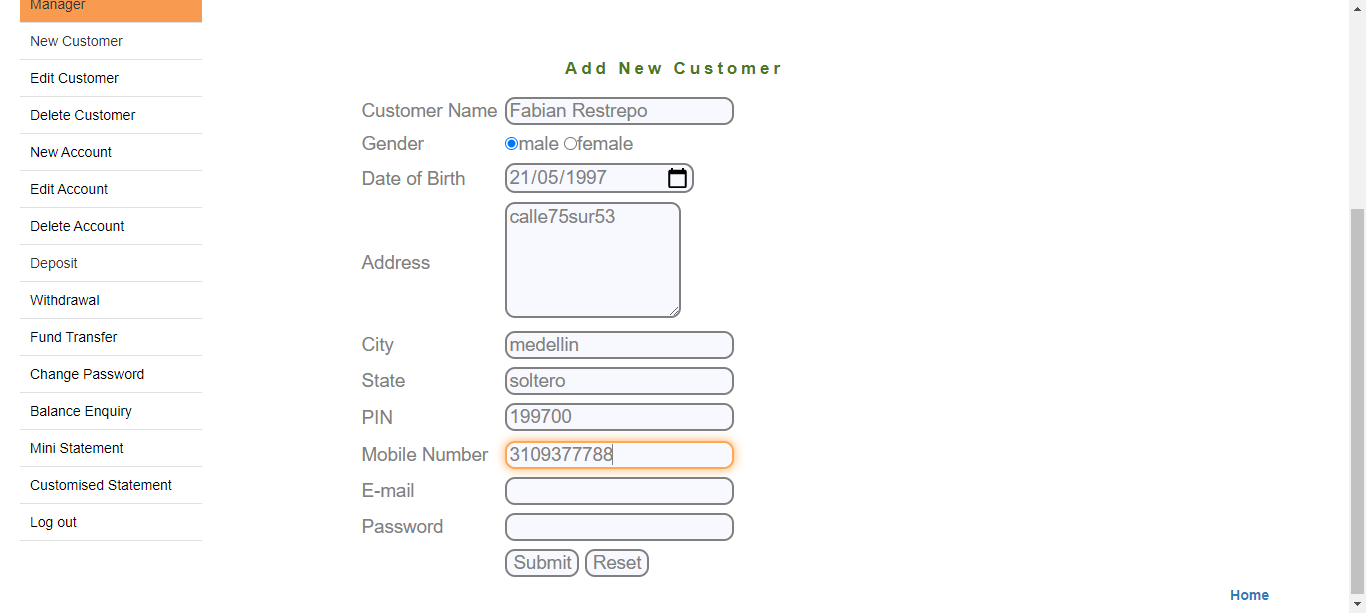 Manager
New Customer
Edit Customer
Delete Customer
New Account
Edit Account
Delete Account
Deposit
Withdrawal
Fund Transfer
Change Password
Balance Enquiry
Mini Statement
Customised Statement
Log out
Add New Customer
Customer Name Fabian Restrepo
Gender male female
Date of Birth 21/05/1997
Address calle75sur53
City medellin
State soltero
PIN 199700
Mobile Number 3109377788
E-mail
Password
Submit Reset
Home